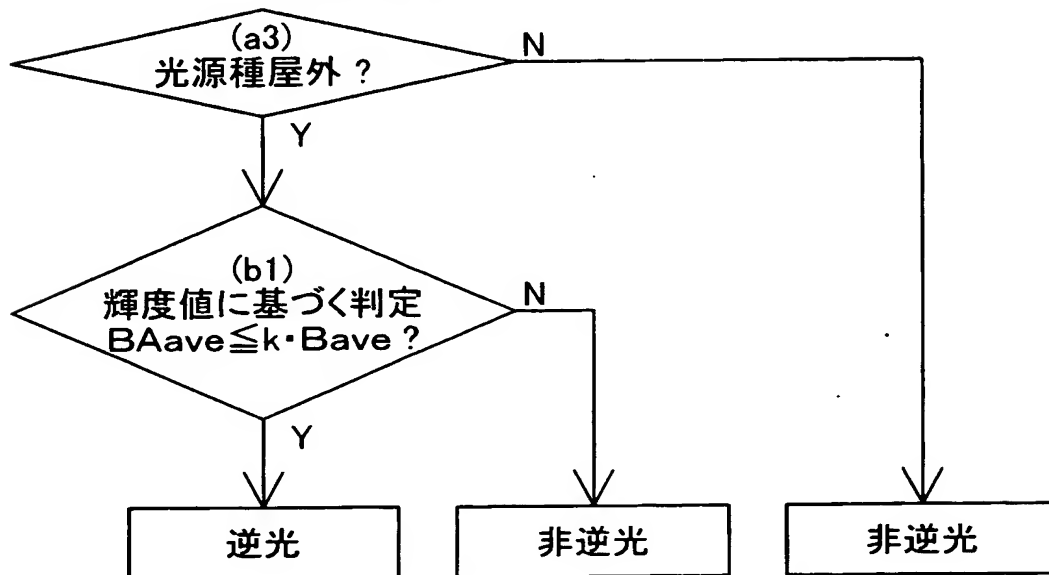 (a3)
光源種屋外？
N
Y
(b1)
輝度値に基づく判定
BAave≦k・Bave？
N
Y
逆光
非逆光
非逆光